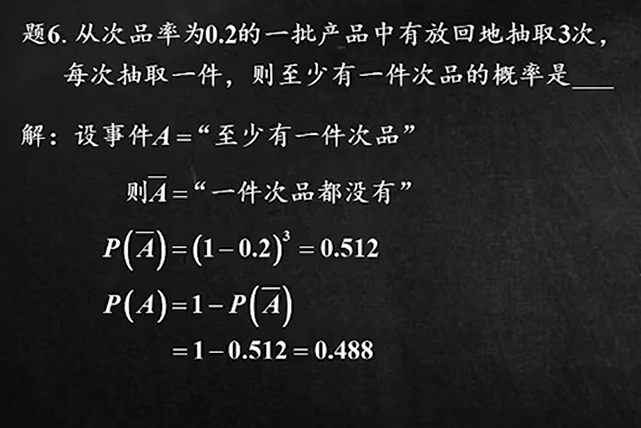 题6. 从次品率为0.2的一批产品中有放回地抽取3次，
每次抽取一件，则至少有一件次品的概率是___
解：设事件A=“至少有一件次品”
则A̅=“一件次品都没有”
P(A̅)=(1-0.2)³=0.512
P(A)=1-P(A̅)
=1-0.512=0.488